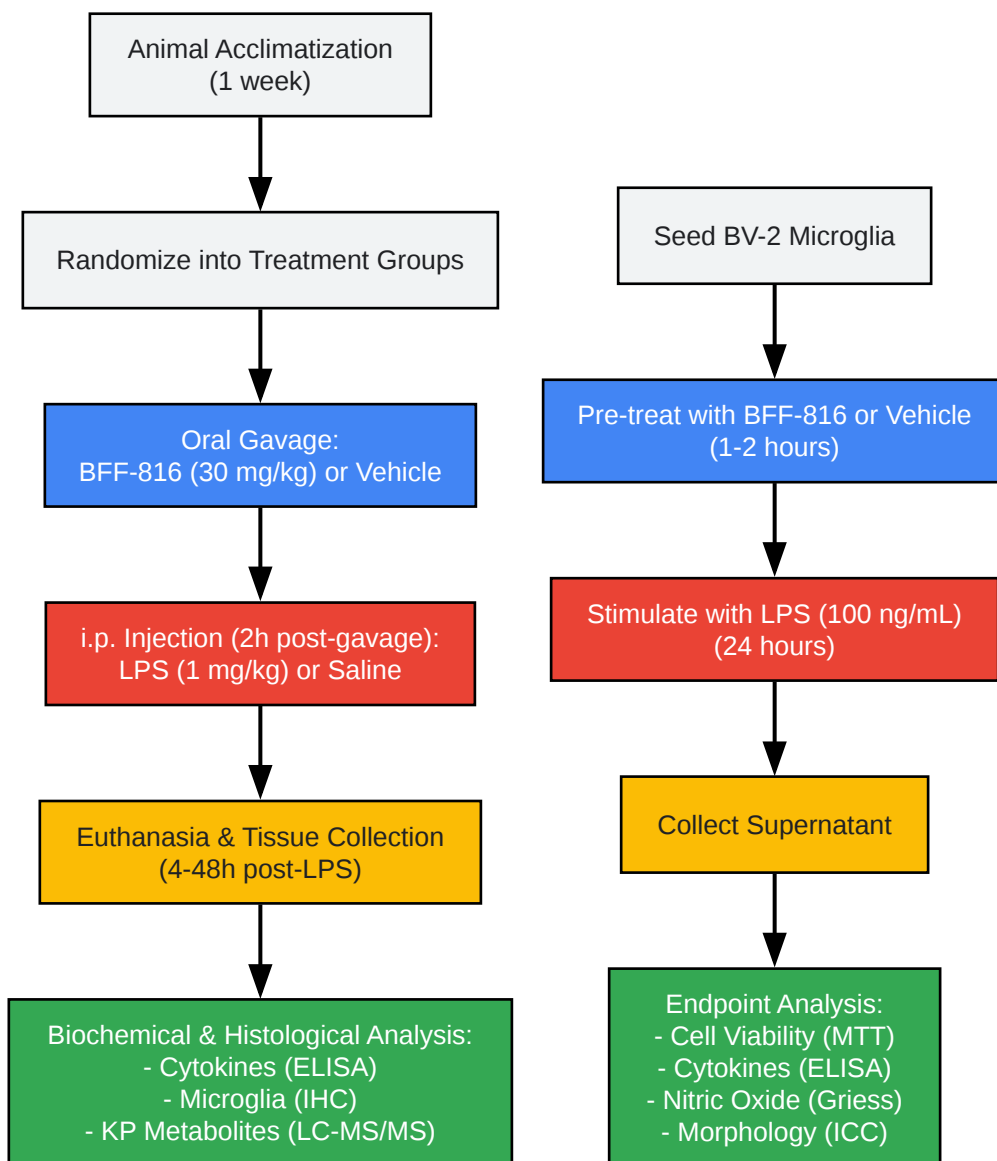 Animal Acclimatization
(1 week)
Randomize into Treatment Groups
Oral Gavage:
BFF-816 (30 mg/kg) or Vehicle
i.p. Injection (2h post-gavage):
LPS (1 mg/kg) or Saline
Euthanasia & Tissue Collection
(4-48h post-LPS)
Biochemical & Histological Analysis:
- Cytokines (ELISA)
- Microglia (IHC)
- KP Metabolites (LC-MS/MS)
Seed BV-2 Microglia
Pre-treat with BFF-816 or Vehicle
(1-2 hours)
Stimulate with LPS (100 ng/mL)
(24 hours)
Collect Supernatant
Endpoint Analysis:
- Cell Viability (MTT)
- Cytokines (ELISA)
- Nitric Oxide (Griess)
- Morphology (ICC)